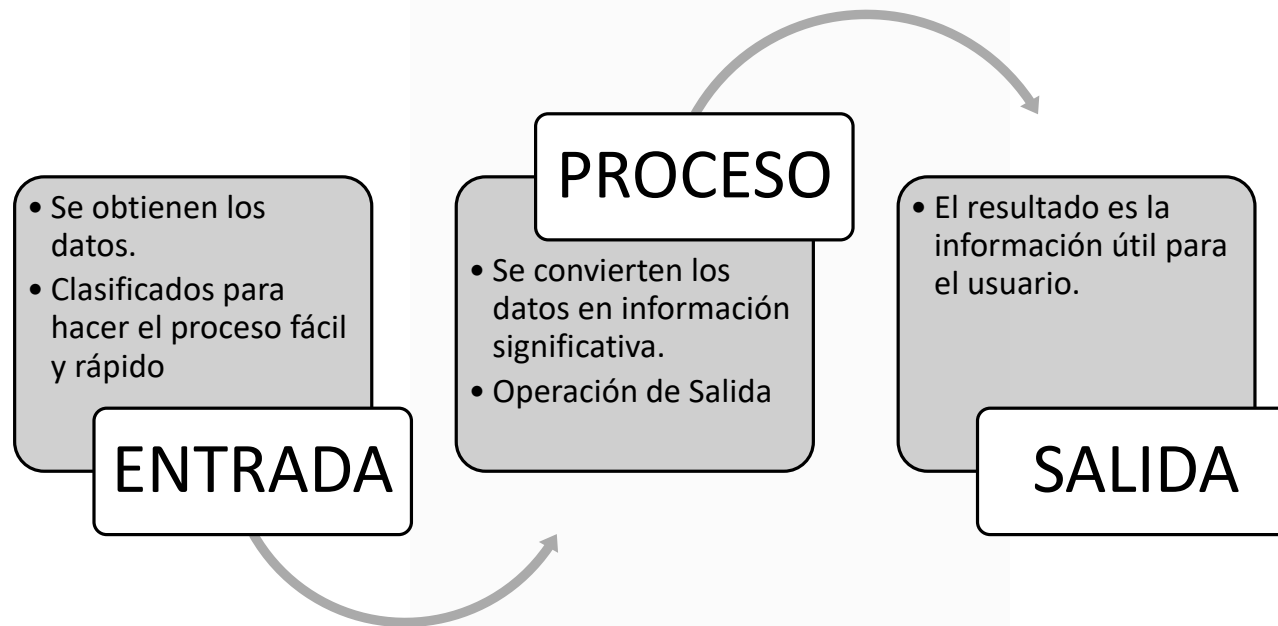 • Se obtienen los
datos.
• Clasificados para
hacer el proceso fácil
y rápido
ENTRADA
PROCESO
• Se convierten los
datos en información
significativa.
• Operación de Salida
• El resultado es la
información útil para
el usuario.
SALIDA